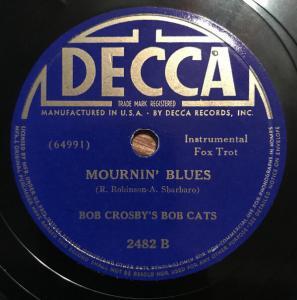 DECCA
TRADE MARK REGISTERED
MANUFACTURED IN U.S.A. - BY DECCA RECORDS, INC.
(64991)
Instrumental
Fox Trot
MOURNIN' BLUES
(R. Robinson-A. Sbarbaro)
BOB CROSBY'S BOB CATS
2482 B